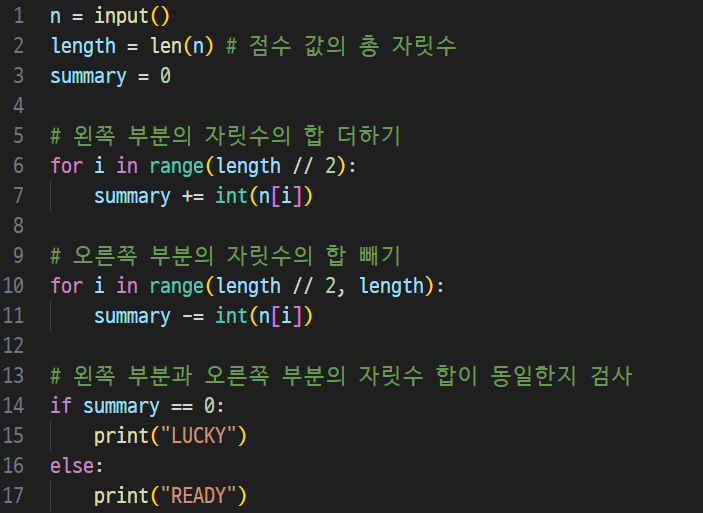 1 n = input()
2 length = len(n) # 점수 값의 총 자릿수
3 summary = 0
4
5 # 왼쪽 부분의 자릿수의 합 더하기
6 for i in range(length // 2):
7     summary += int(n[i])
8
9 # 오른쪽 부분의 자릿수의 합 빼기
10 for i in range(length // 2, length):
11     summary -= int(n[i])
12
13 # 왼쪽 부분과 오른쪽 부분의 자릿수 합이 동일한지 검사
14 if summary == 0:
15     print("LUCKY")
16 else:
17     print("READY")